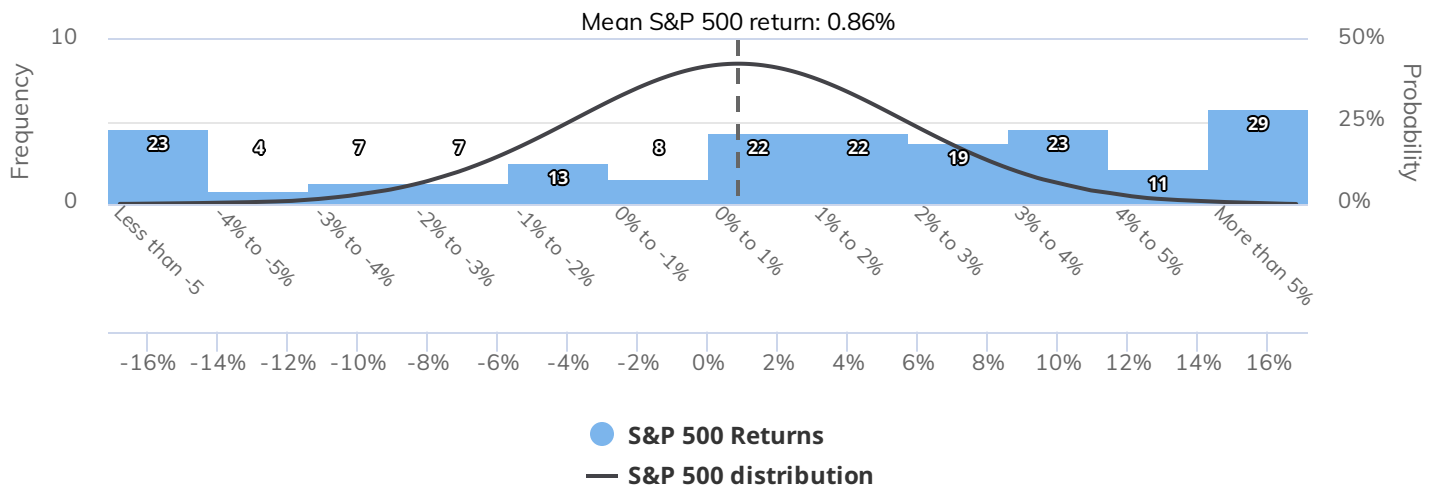 Mean S&P 500 return: 0.86%
10
50%
Frequency
Probability
25%
0
0%
23
4
7
7
13
8
22
22
19
23
11
29
Less than -5
-4% to -5%
-3% to -4%
-2% to -3%
-1% to -2%
0% to -1%
0% to 1%
1% to 2%
2% to 3%
3% to 4%
4% to 5%
More than 5%
-16% -14% -12% -10% -8% -6% -4% -2% 0% 2% 4% 6% 8% 10% 12% 14% 16%
S&P 500 Returns
S&P 500 distribution